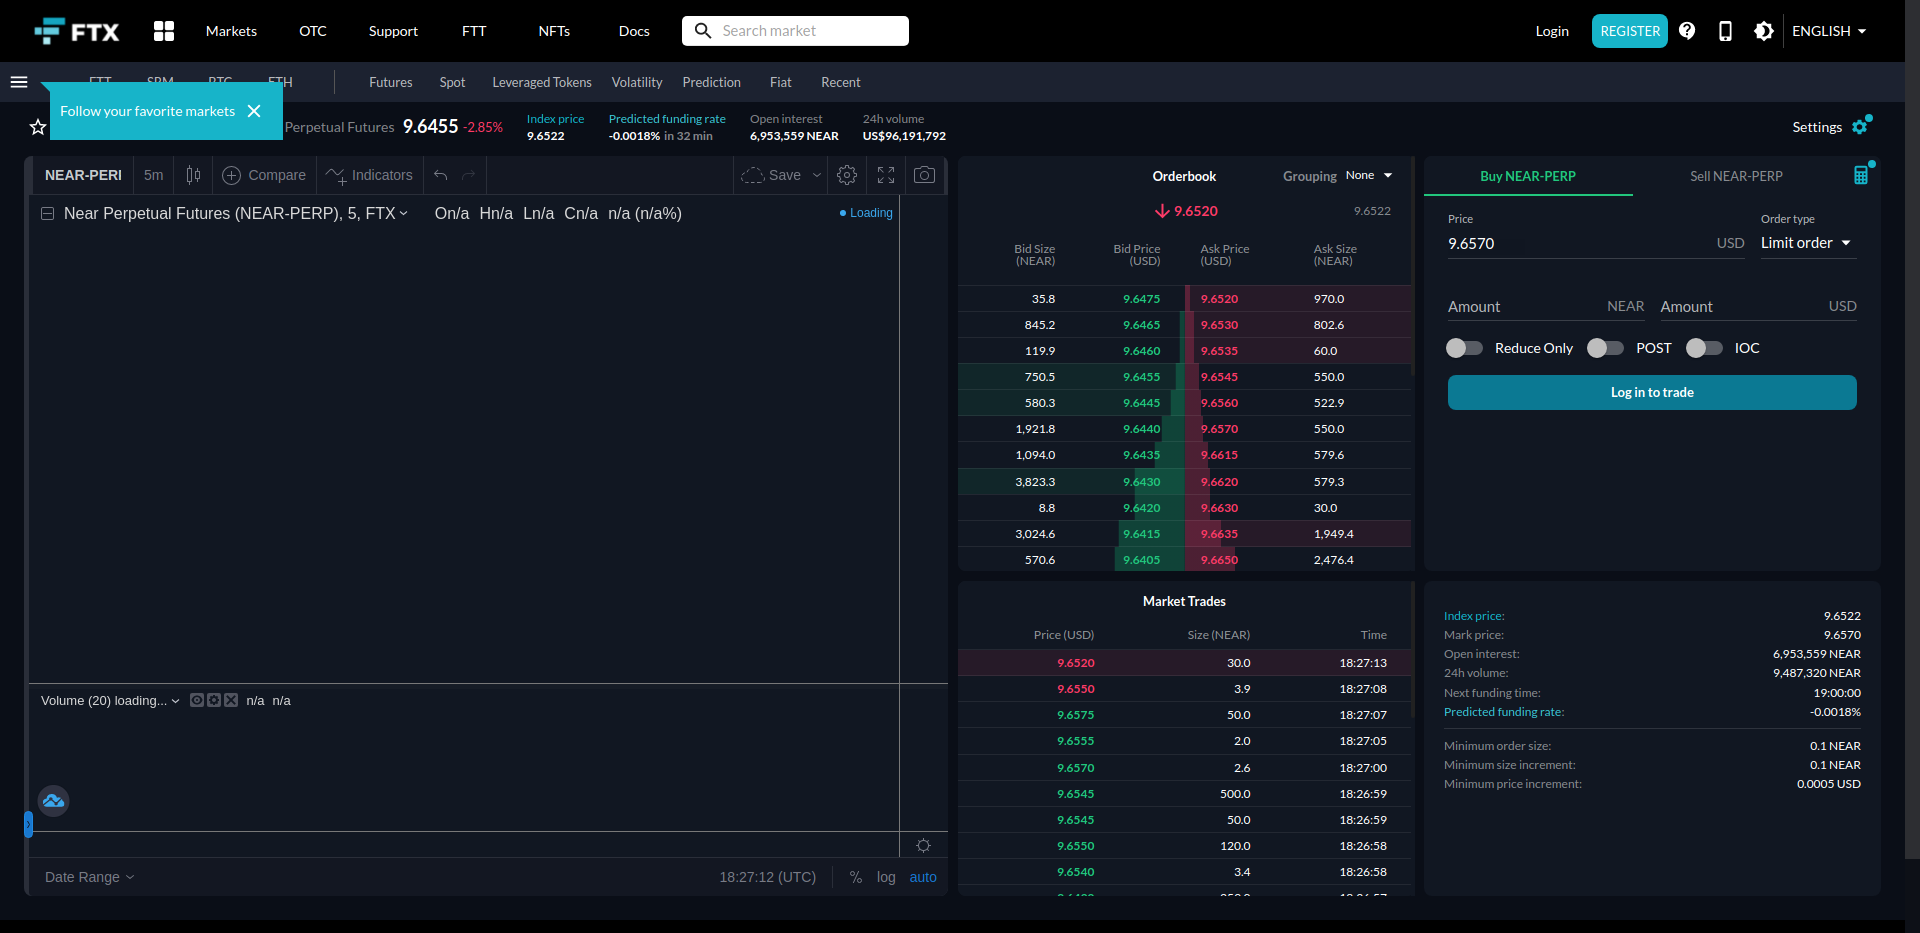 FTX
Markets
OTC
Support
FTT
NFTs
Docs
Search market
Login
REGISTER
ENGLISH
FTT
SRM
BTC
ETH
Futures
Spot
Leveraged Tokens
Volatility
Prediction
Fiat
Recent
Follow your favorite markets
Perpetual Futures 9.6455 -2.85%
Index price
9.6522
Predicted funding rate
-0.0018% in 32 min
Open interest
6,953,559 NEAR
24h volume
US$96,191,792
Settings
NEAR-PERP
5m
Compare
Indicators
Save
Near Perpetual Futures (NEAR-PERP), 5, FTX
On/a Hn/a Ln/a Cn/a n/a (n/a%)
Loading
Volume (20) loading...
n/a n/a
Date Range
18:27:12 (UTC)
%
log
auto
Orderbook
Grouping None
9.6520
9.6522
Bid Size (NEAR) Bid Price (USD) Ask Price (USD) Ask Size (NEAR)
35.8 9.6475 9.6520 970.0
845.2 9.6465 9.6530 802.6
119.9 9.6460 9.6535 60.0
750.5 9.6455 9.6545 550.0
580.3 9.6445 9.6560 522.9
1,921.8 9.6440 9.6570 550.0
1,094.0 9.6435 9.6615 579.6
3,823.3 9.6430 9.6620 579.3
8.8 9.6420 9.6630 30.0
3,024.6 9.6415 9.6635 1,949.4
570.6 9.6405 9.6650 2,476.4
Market Trades
Price (USD) Size (NEAR) Time
9.6520 30.0 18:27:13
9.6550 3.9 18:27:08
9.6575 50.0 18:27:07
9.6555 2.0 18:27:05
9.6570 2.6 18:27:00
9.6545 500.0 18:26:59
9.6545 50.0 18:26:59
9.6550 120.0 18:26:58
9.6540 3.4 18:26:58
Buy NEAR-PERP
Sell NEAR-PERP
Price
9.6570 USD
Order type
Limit order
Amount NEAR
Amount USD
Reduce Only
POST
IOC
Log in to trade
Index price: 9.6522
Mark price: 9.6570
Open interest: 6,953,559 NEAR
24h volume: 9,487,320 NEAR
Next funding time: 19:00:00
Predicted funding rate: -0.0018%
Minimum order size: 0.1 NEAR
Minimum size increment: 0.1 NEAR
Minimum price increment: 0.0005 USD